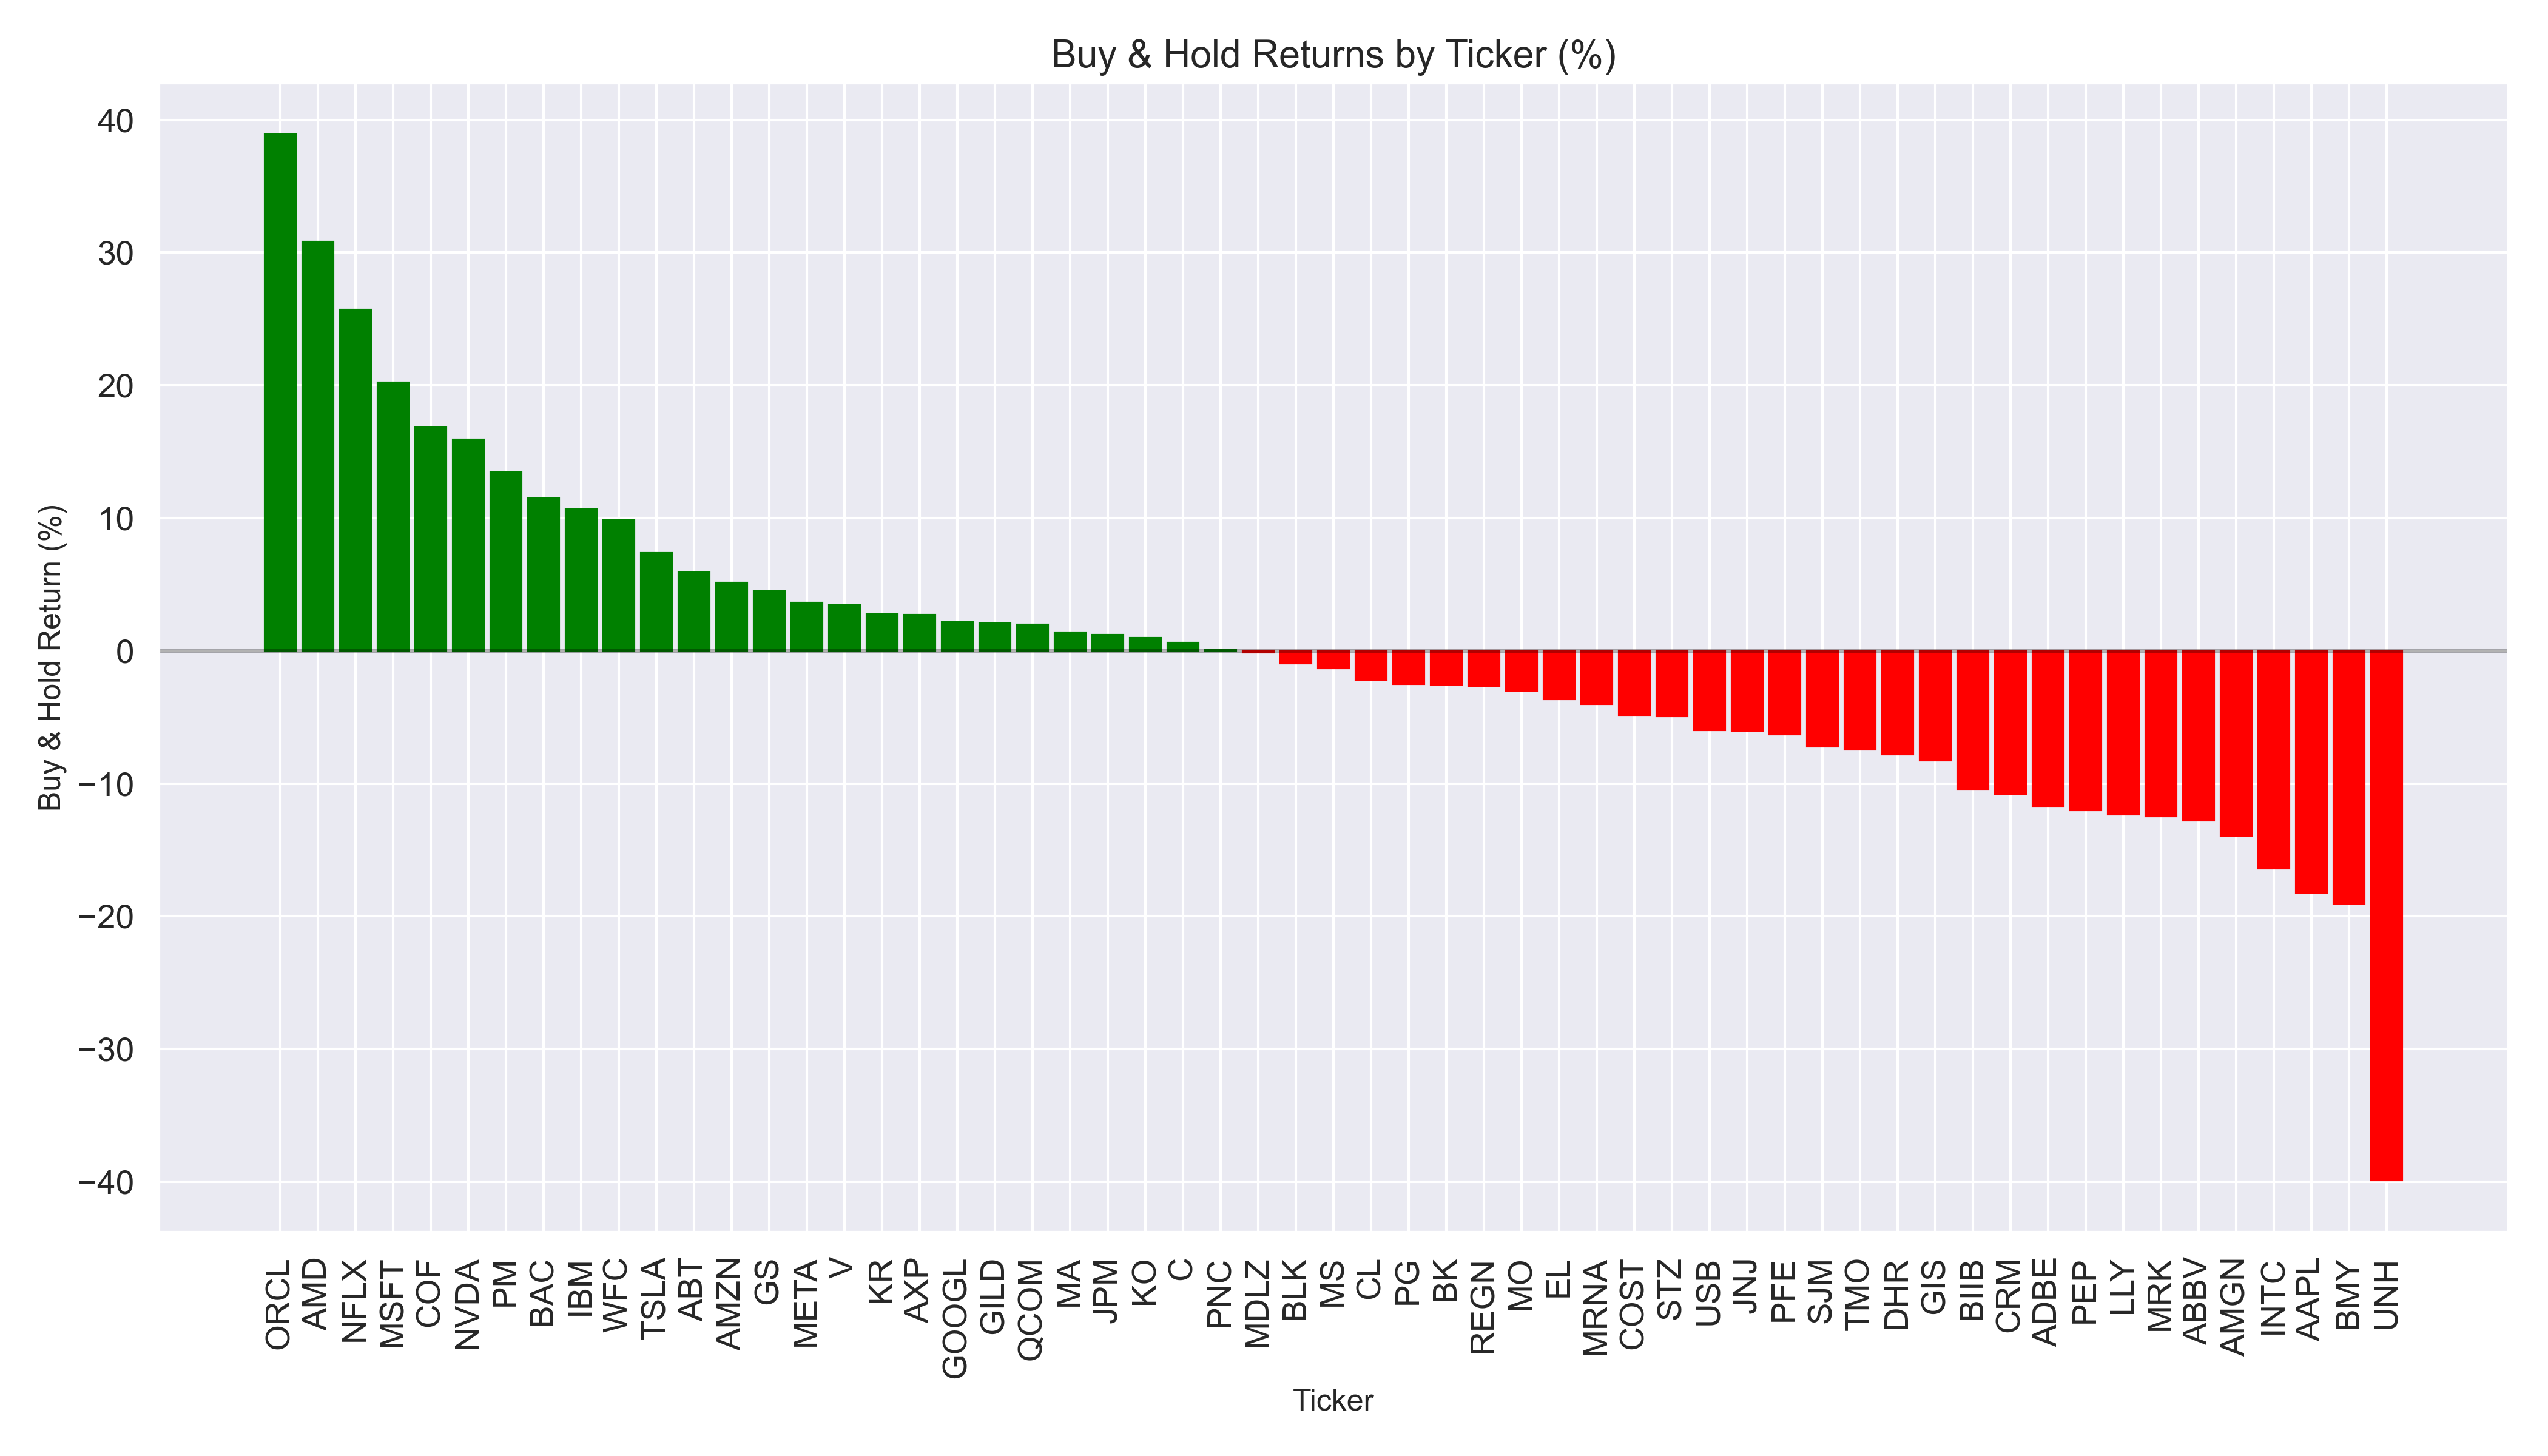 Buy & Hold Returns by Ticker (%)
Buy & Hold Return (%)
40
30
20
10
0
−10
−20
−30
−40
ORCL
AMD
NFLX
MSFT
COF
NVDA
PM
BAC
IBM
WFC
TSLA
ABT
AMZN
GS
META
V
KR
AXP
GOOGL
GILD
QCOM
MA
JPM
KO
C
PNC
MDLZ
BLK
MS
CL
PG
BK
REGN
MO
EL
MRNA
COST
STZ
USB
JNJ
PFE
SJM
TMO
DHR
GIS
BIIB
CRM
ADBE
PEP
LLY
MRK
ABBV
AMGN
INTC
AAPL
BMY
UNH
Ticker